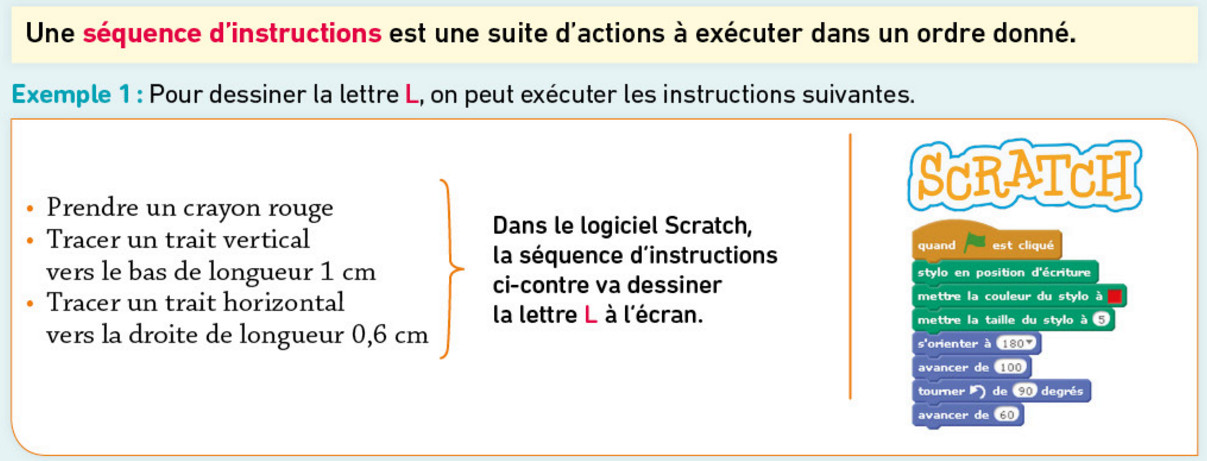 Une séquence d’instructions est une suite d’actions à exécuter dans un ordre donné.
Exemple 1 : Pour dessiner la lettre L, on peut exécuter les instructions suivantes.
• Prendre un crayon rouge
• Tracer un trait vertical
vers le bas de longueur 1 cm
• Tracer un trait horizontal
vers la droite de longueur 0,6 cm
Dans le logiciel Scratch,
la séquence d’instructions
ci-contre va dessiner
la lettre L à l’écran.
SCRATCH
quand est cliqué
stylo en position d'écriture
mettre la couleur du stylo à
mettre la taille du stylo à 5
s'orienter à 180
avancer de 100
tourner de 90 degrés
avancer de 60